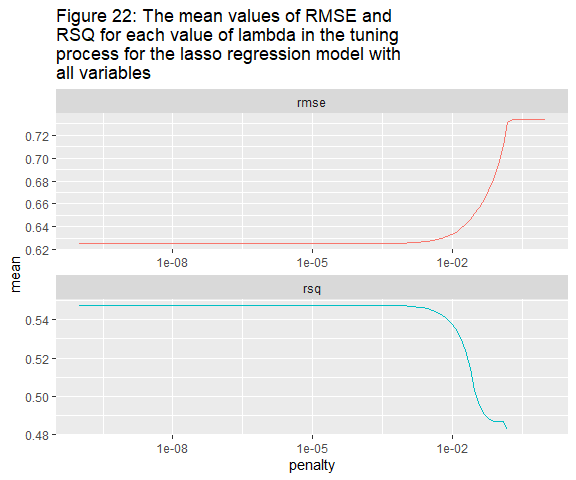 Figure 22: The mean values of RMSE and
RSQ for each value of lambda in the tuning
process for the lasso regression model with
all variables
rmse
0.72
0.70
0.68
0.66
0.64
0.62
1e-08 1e-05 1e-02
mean
rsq
0.54
0.52
0.50
0.48
1e-08 1e-05 1e-02
penalty